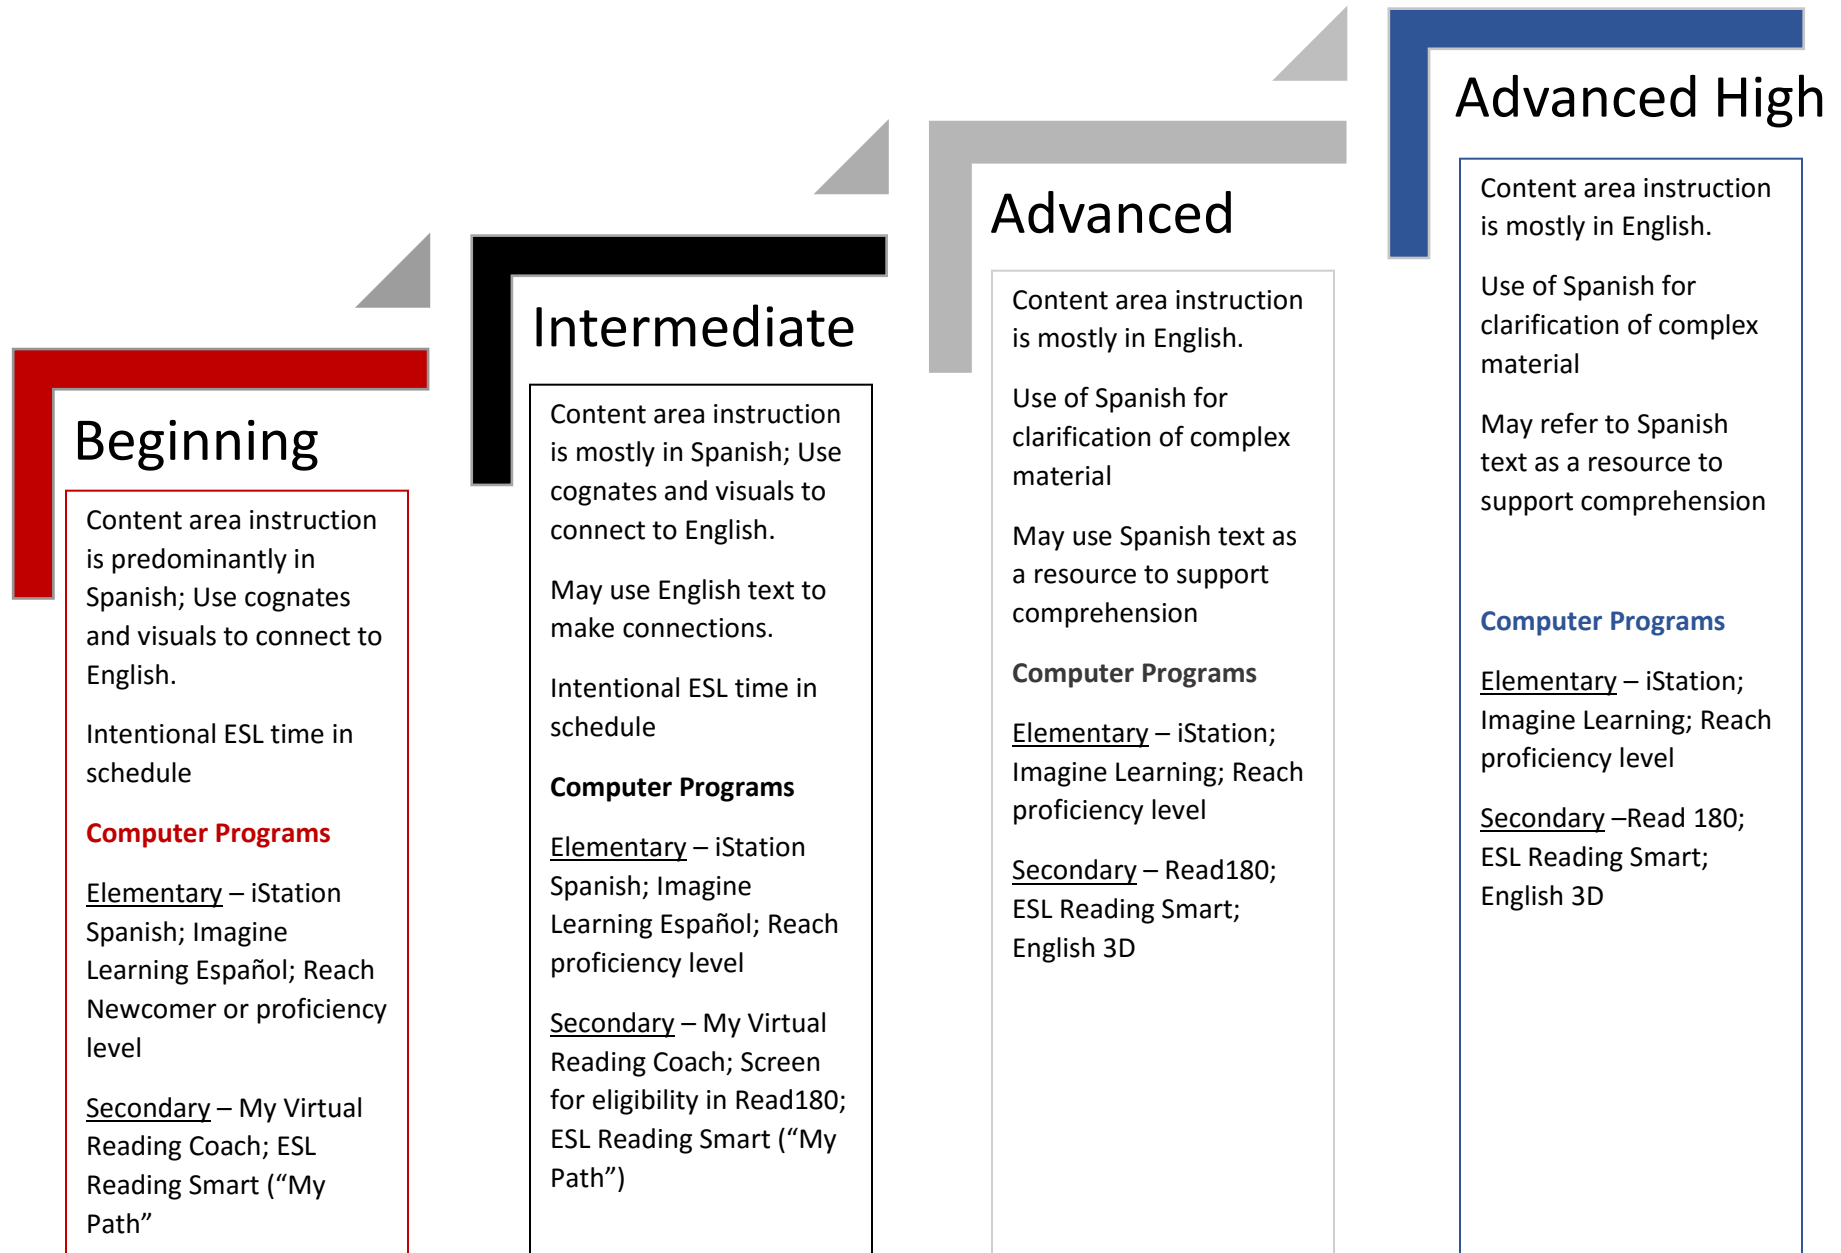 Beginning
Content area instruction
is predominantly in
Spanish; Use cognates
and visuals to connect to
English.
Intentional ESL time in
schedule
Computer Programs
Elementary – iStation
Spanish; Imagine
Learning Español; Reach
Newcomer or proficiency
level
Secondary – My Virtual
Reading Coach; ESL
Reading Smart (“My
Path”
Intermediate
Content area instruction
is mostly in Spanish; Use
cognates and visuals to
connect to English.
May use English text to
make connections.
Intentional ESL time in
schedule
Computer Programs
Elementary – iStation
Spanish; Imagine
Learning Español; Reach
proficiency level
Secondary – My Virtual
Reading Coach; Screen
for eligibility in Read180;
ESL Reading Smart (“My
Path”)
Advanced
Content area instruction
is mostly in English.
Use of Spanish for
clarification of complex
material
May use Spanish text as
a resource to support
comprehension
Computer Programs
Elementary – iStation;
Imagine Learning; Reach
proficiency level
Secondary – Read180;
ESL Reading Smart;
English 3D
Advanced High
Content area instruction
is mostly in English.
Use of Spanish for
clarification of complex
material
May refer to Spanish
text as a resource to
support comprehension
Computer Programs
Elementary – iStation;
Imagine Learning; Reach
proficiency level
Secondary –Read 180;
ESL Reading Smart;
English 3D